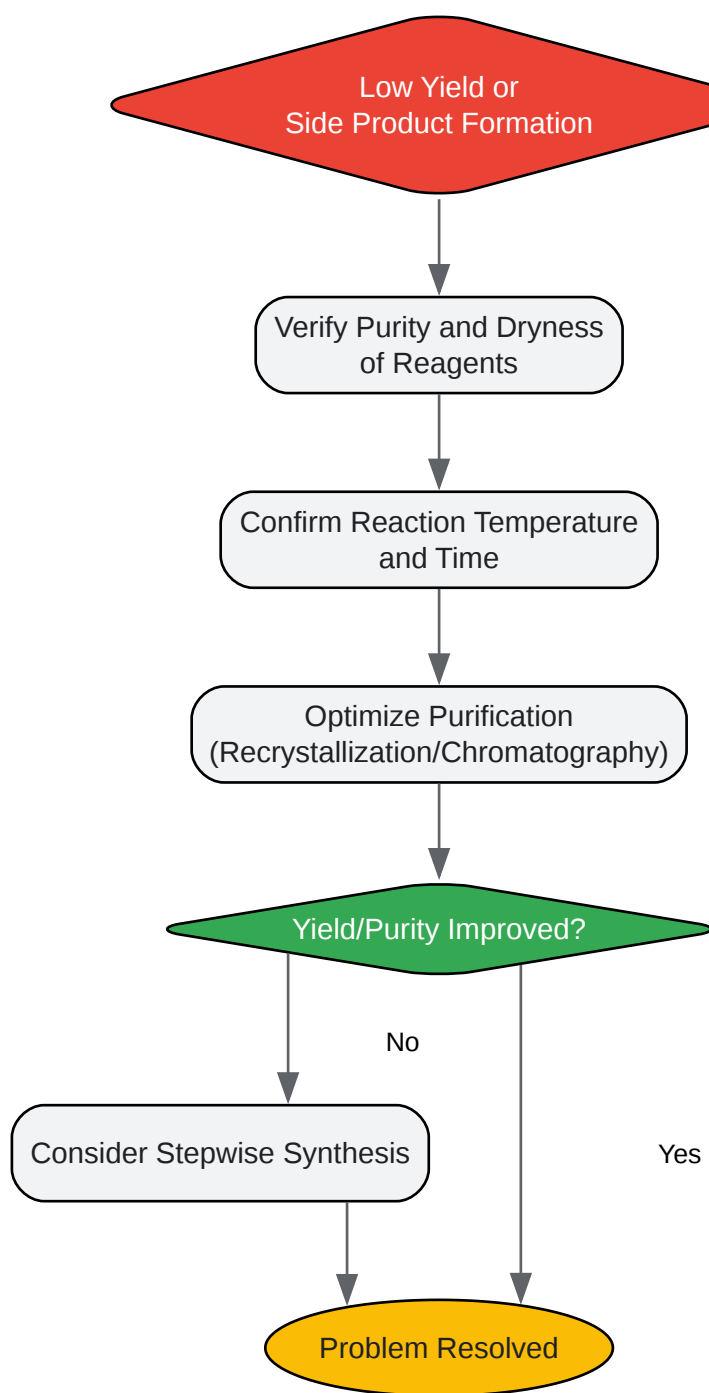 Low Yield or
Side Product Formation
Verify Purity and Dryness
of Reagents
Confirm Reaction Temperature
and Time
Optimize Purification
(Recrystallization/Chromatography)
Yield/Purity Improved?
No
Consider Stepwise Synthesis
Yes
Problem Resolved